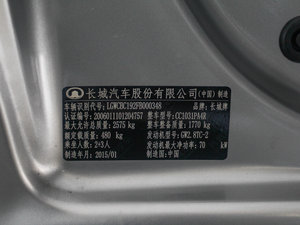 长城汽车股份有限公司 (中国) 制造
车辆识别代号: LGWCBC192FB000348 品牌: 长城牌
认证编号: 2006011101204757 整车型号: CC1031PA4R
最大允许总质量: 2575 kg 整车整备质量: 1770 kg
额定载质量: 480 kg 发动机型号: GW2.8TC-2
乘坐人数: 2+3人 发动机最大净功率: 70 kW
制造年月: 2015/01 制造国: 中国